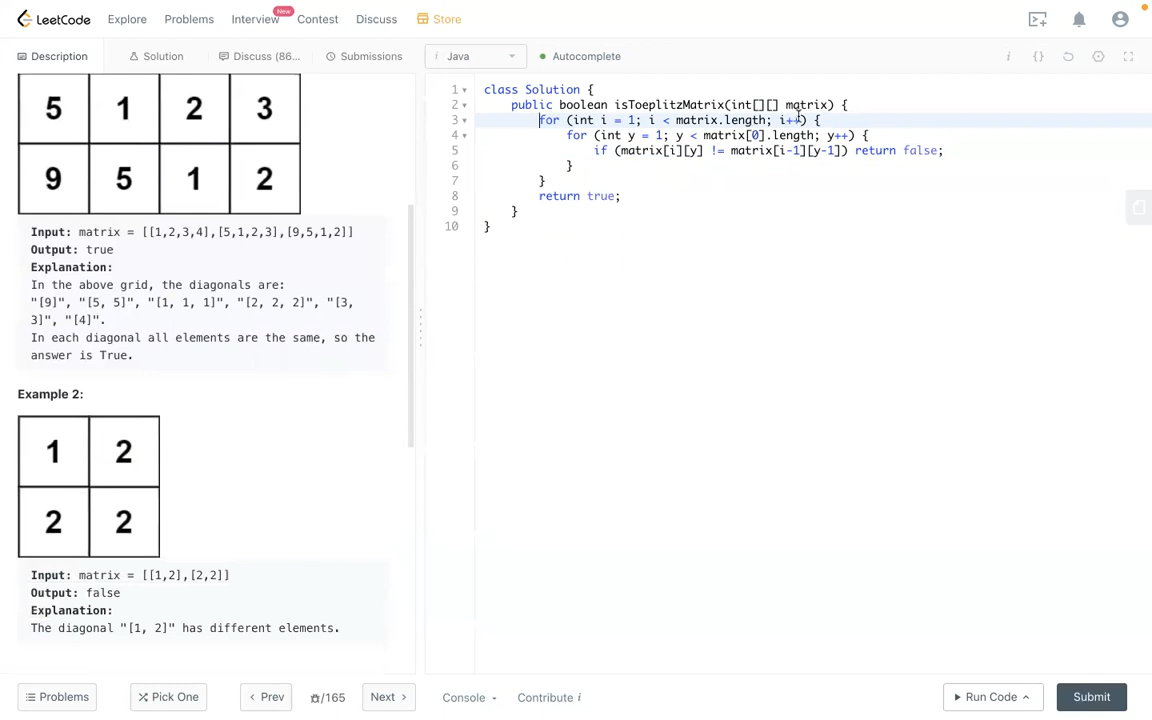 LeetCode Explore Problems Interview New Contest Discuss Store
Description Solution Discuss (86... Submissions i Java Autocomplete i {}
5 1 2 3
9 5 1 2
Input: matrix = [[1,2,3,4],[5,1,2,3],[9,5,1,2]]
Output: true
Explanation:
In the above grid, the diagonals are:
"[9]", "[5, 5]", "[1, 1, 1]", "[2, 2, 2]", "[3,
3]", "[4]".
In each diagonal all elements are the same, so the
answer is True.
Example 2:
1 2
2 2
Input: matrix = [[1,2],[2,2]]
Output: false
Explanation:
The diagonal "[1, 2]" has different elements.
1 class Solution {
2 public boolean isToeplitzMatrix(int[][] matrix) {
3 for (int i = 1; i < matrix.length; i++) {
4 for (int y = 1; y < matrix[0].length; y++) {
5 if (matrix[i][y] != matrix[i-1][y-1]) return false;
6 }
7 }
8 return true;
9 }
10 }
Problems Pick One < Prev /165 Next > Console Contribute i Run Code Submit